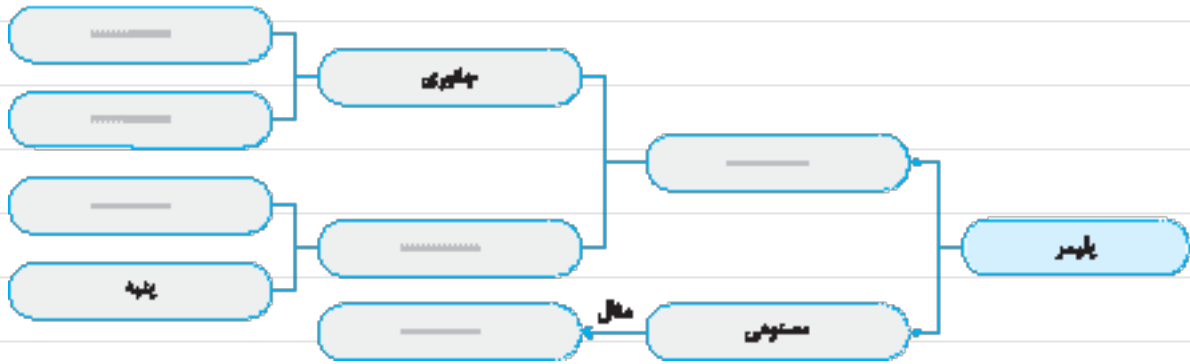 جانوری
پلیمر
پنبه
مثال
مصنوعی